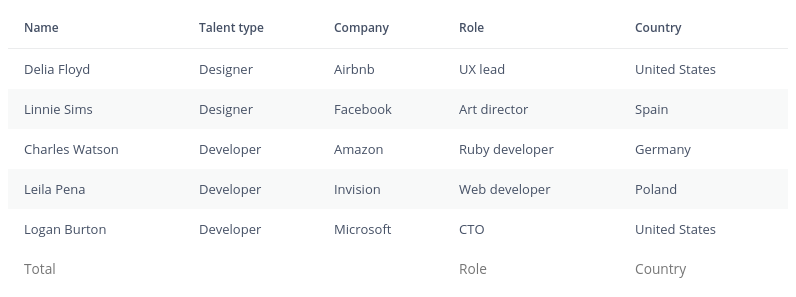 Name Talent type Company Role Country
Delia Floyd Designer Airbnb UX lead United States
Linnie Sims Designer Facebook Art director Spain
Charles Watson Developer Amazon Ruby developer Germany
Leila Pena Developer Invision Web developer Poland
Logan Burton Developer Microsoft CTO United States
Total Role Country